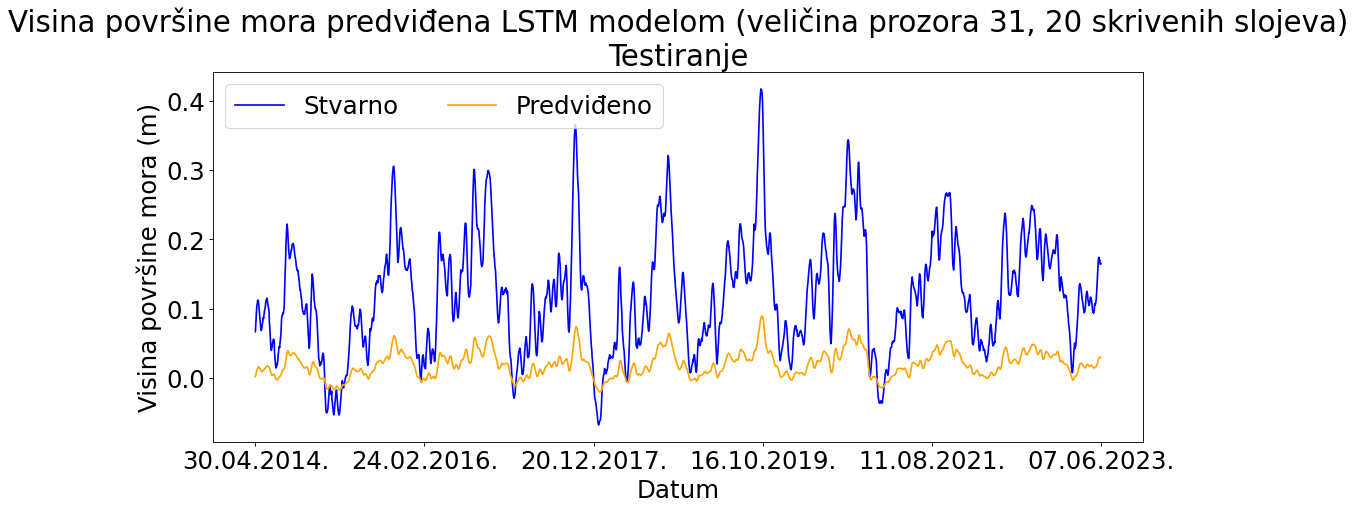 Visina površine mora predviđena LSTM modelom (veličina prozora 31, 20 skrivenih slojeva)
Testiranje
Stvarno Predviđeno
Visina površine mora (m)
0.4
0.3
0.2
0.1
0.0
30.04.2014. 24.02.2016. 20.12.2017. 16.10.2019. 11.08.2021. 07.06.2023.
Datum